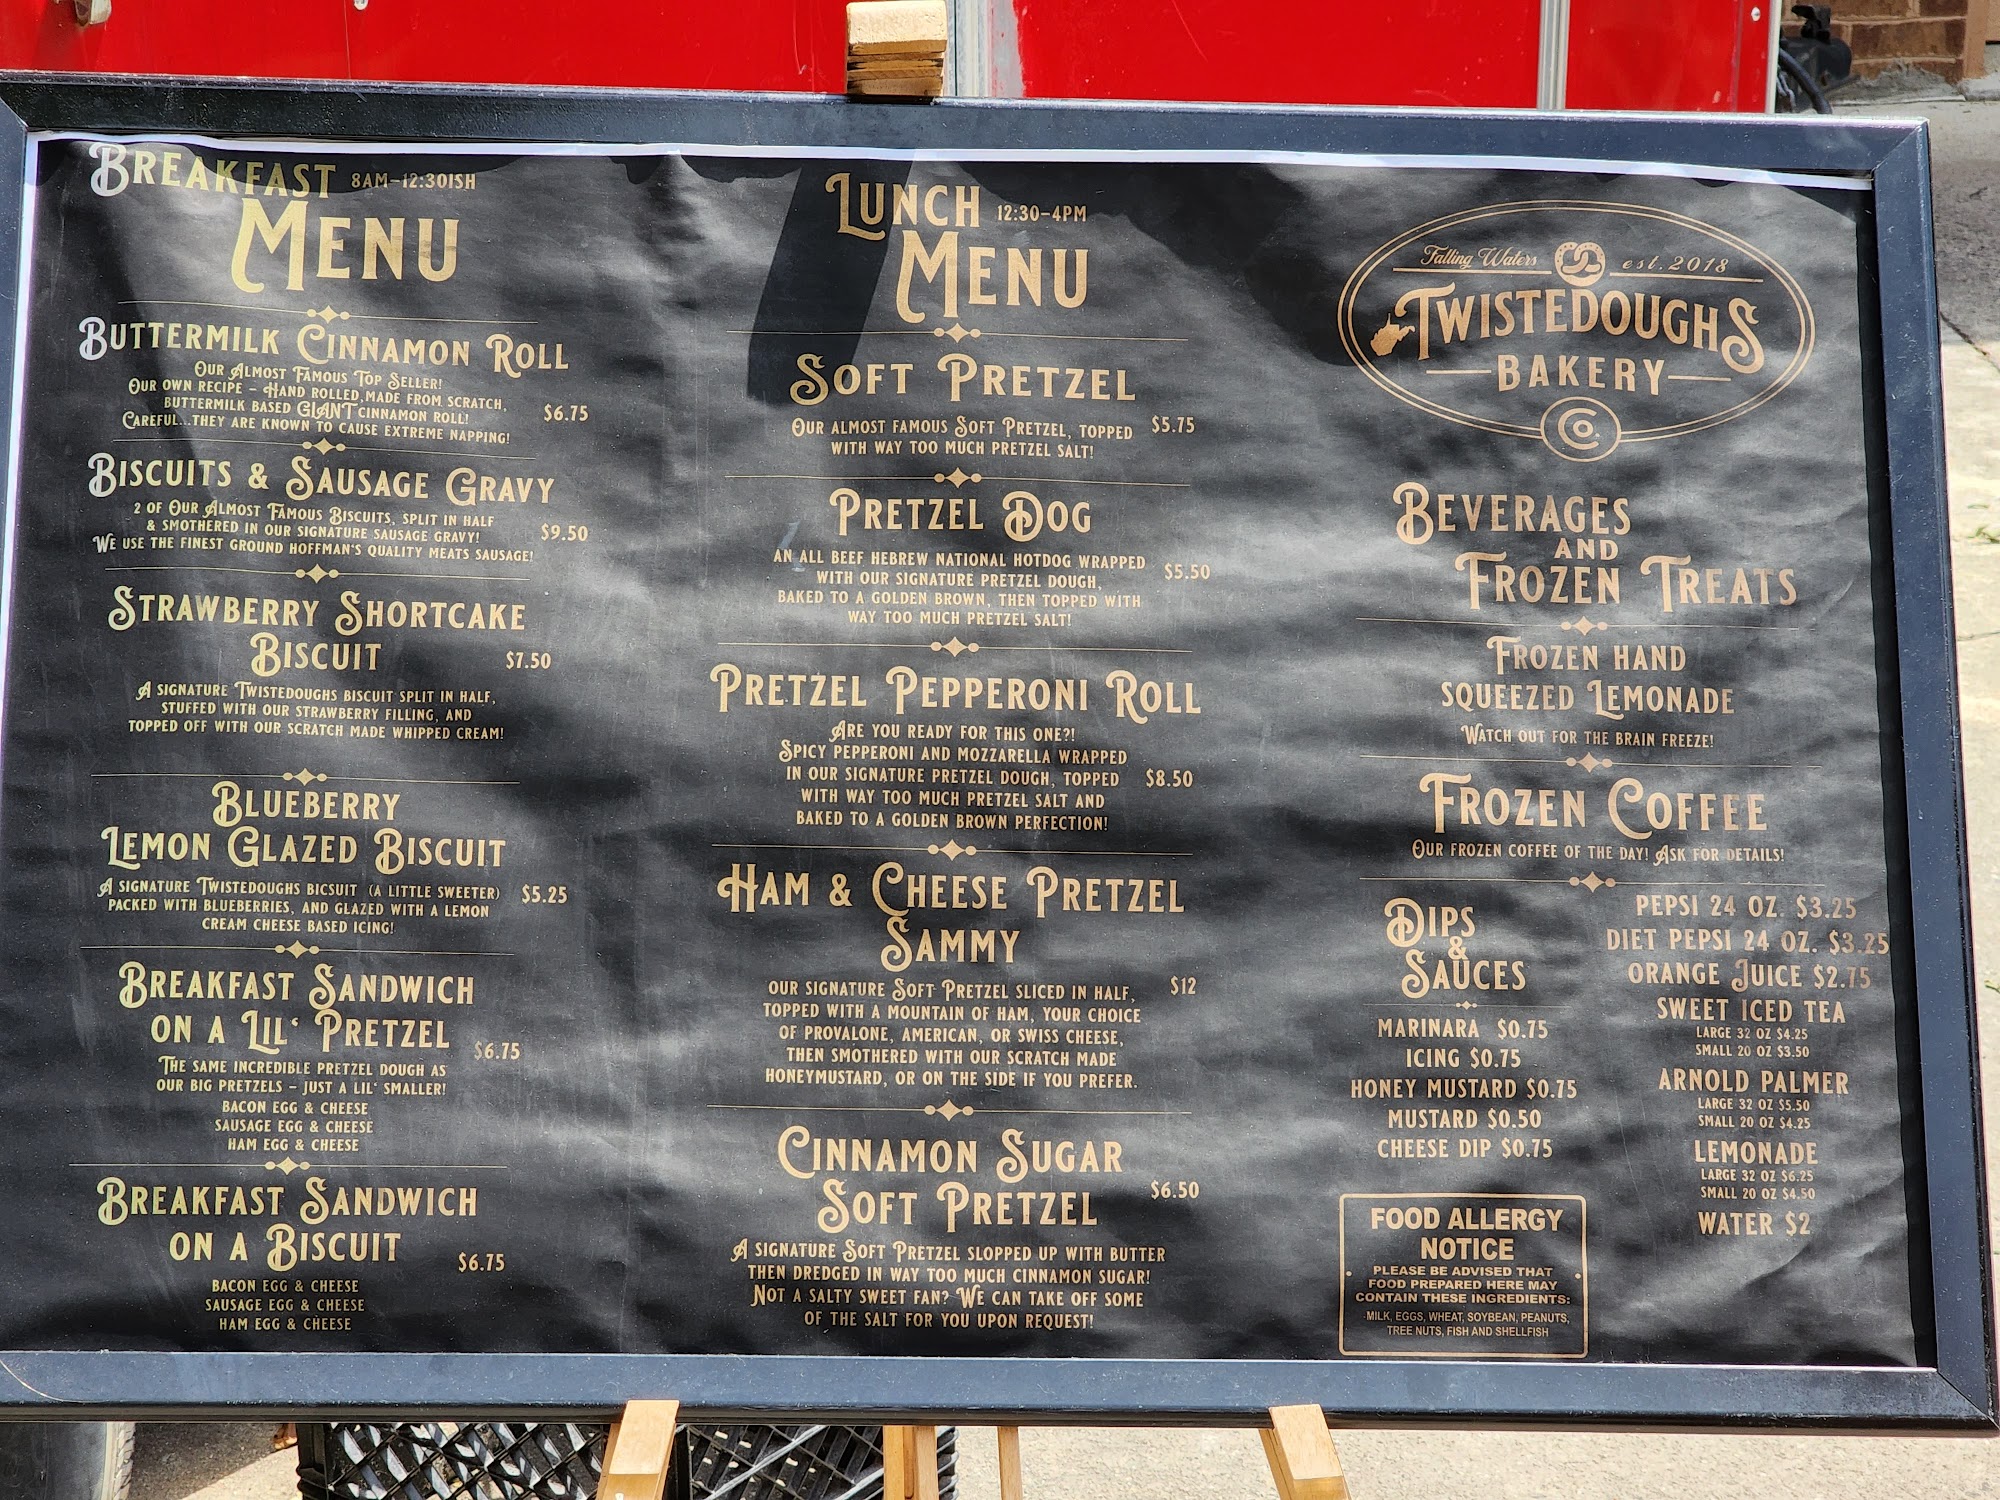 Breakfast 8AM-12:30ISH
Menu
Buttermilk Cinnamon Roll
Our Almost Famous Top Seller!
Our own recipe - Hand rolled, made from scratch,
buttermilk based GIANT cinnamon roll!
Careful...they are known to cause extreme napping!
$6.75
Biscuits & Sausage Gravy
2 of Our Almost Famous Biscuits, split in half
& smothered in our signature sausage gravy!
We use the finest ground Hoffman's Quality Meats sausage!
$9.50
Strawberry Shortcake
Biscuit
$7.50
A signature Twistedoughs biscuit split in half,
stuffed with our strawberry filling, and
topped off with our scratch made whipped cream!
Blueberry
Lemon Glazed Biscuit
A signature Twistedoughs bicsuit (a little sweeter)
packed with blueberries, and glazed with a lemon
cream cheese based icing!
$5.25
Breakfast Sandwich
on a Lil' Pretzel
$6.75
The same incredible pretzel dough as
our big pretzels - just a lil' smaller!
Bacon Egg & Cheese
Sausage Egg & Cheese
Ham Egg & Cheese
Breakfast Sandwich
on a Biscuit
$6.75
Bacon Egg & Cheese
Sausage Egg & Cheese
Ham Egg & Cheese
Lunch 12:30-4PM
Menu
Soft Pretzel
Our almost famous Soft Pretzel, topped
with way too much pretzel salt!
$5.75
Pretzel Dog
An all beef Hebrew National hotdog wrapped
with our signature pretzel dough,
baked to a golden brown, then topped with
way too much pretzel salt!
$5.50
Pretzel Pepperoni Roll
Are you ready for this one?!
Spicy pepperoni and mozzarella wrapped
in our signature pretzel dough, topped
with way too much pretzel salt and
baked to a golden brown perfection!
$8.50
Ham & Cheese Pretzel
Sammy
Our signature Soft Pretzel sliced in half,
topped with a mountain of ham, your choice
of provalone, american, or swiss cheese,
then smothered with our scratch made
honeymustard, or on the side if you prefer.
$12
Cinnamon Sugar
Soft Pretzel
$6.50
A signature Soft Pretzel slopped up with butter
then dredged in way too much cinnamon sugar!
Not a salty sweet fan? We can take off some
of the salt for you upon request!
Falling Waters est. 2018
Twistedoughs
Bakery
Co.
Beverages
and
Frozen Treats
Frozen Hand
Squeezed Lemonade
Watch out for the brain freeze!
Frozen Coffee
Our frozen coffee of the day! Ask for details!
Dips
&
Sauces
Marinara $0.75
Icing $0.75
Honey Mustard $0.75
Mustard $0.50
Cheese Dip $0.75
Pepsi 24 oz. $3.25
Diet Pepsi 24 oz. $3.25
Orange Juice $2.75
Sweet Iced Tea
Large 32 oz $4.25
Small 20 oz $3.50
Arnold Palmer
Large 32 oz $5.50
Small 20 oz $4.25
Lemonade
Large 32 oz $6.25
Small 20 oz $4.50
Water $2
FOOD ALLERGY
NOTICE
PLEASE BE ADVISED THAT
FOOD PREPARED HERE MAY
CONTAIN THESE INGREDIENTS:
MILK, EGGS, WHEAT, SOYBEAN, PEANUTS,
TREE NUTS, FISH AND SHELLFISH